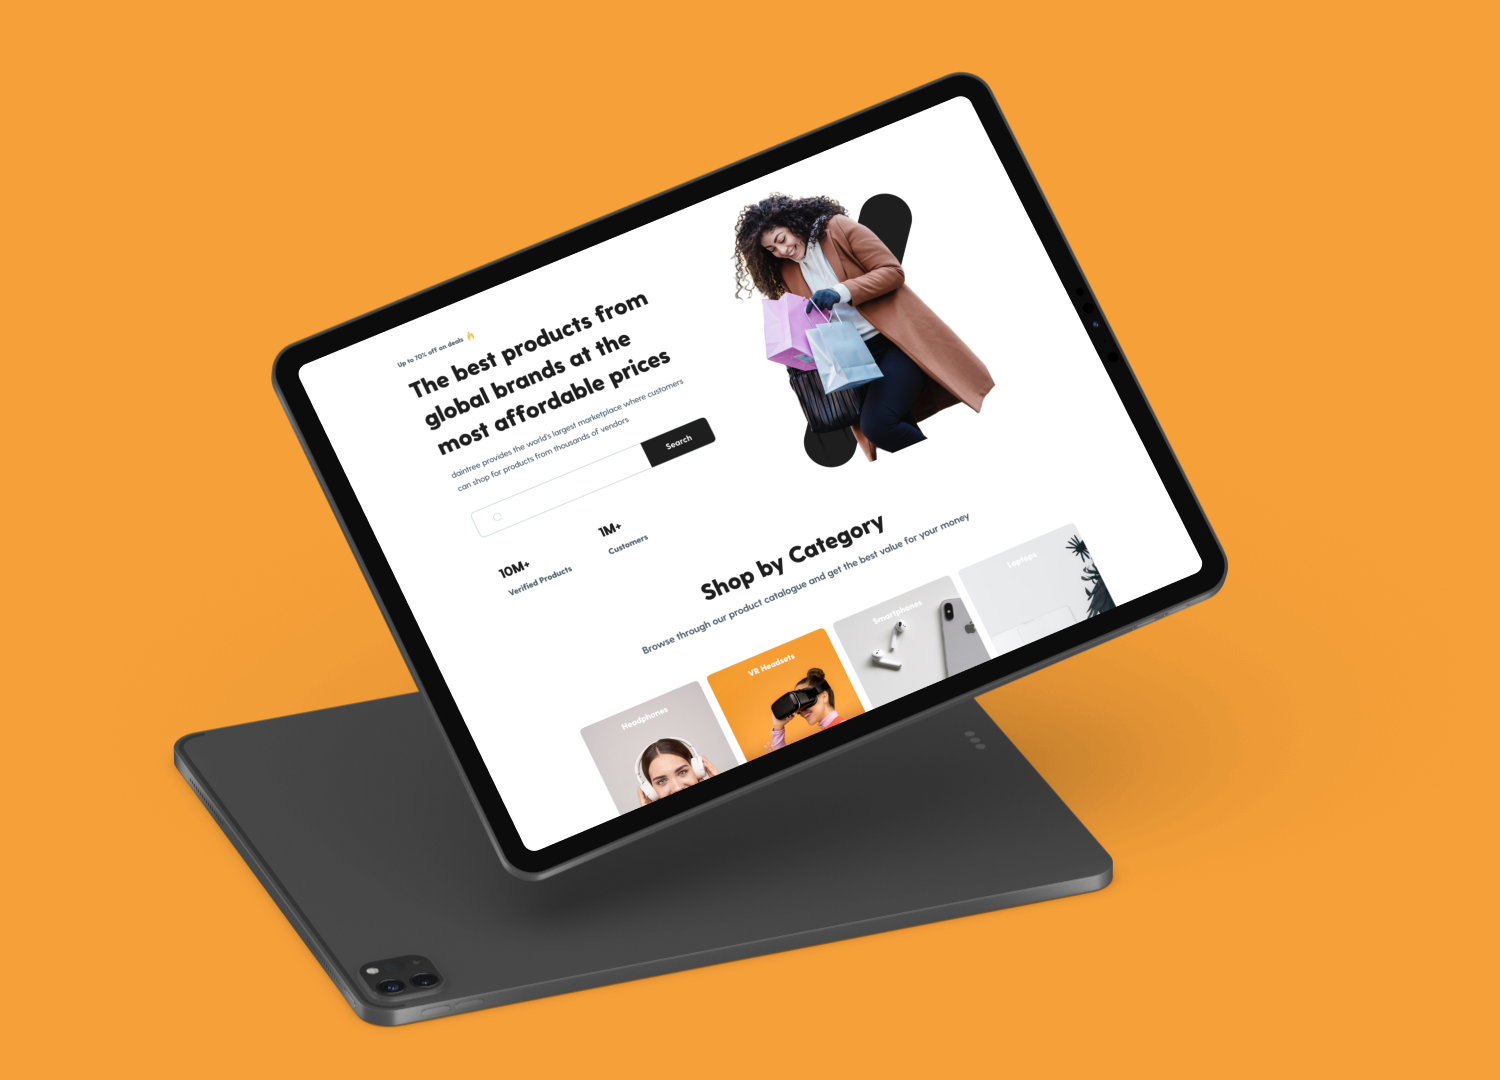 Up to 70% off on deals 🔥
The best products from
global brands at the
most affordable prices
daintree provides the world's largest marketplace where customers
can shop for products from thousands of vendors
Search
10M+
Verified Products
1M+
Customers
Shop by Category
Browse through our product catalogue and get the best value for your money
Headphones
VR Headsets
Smartphones
Laptops